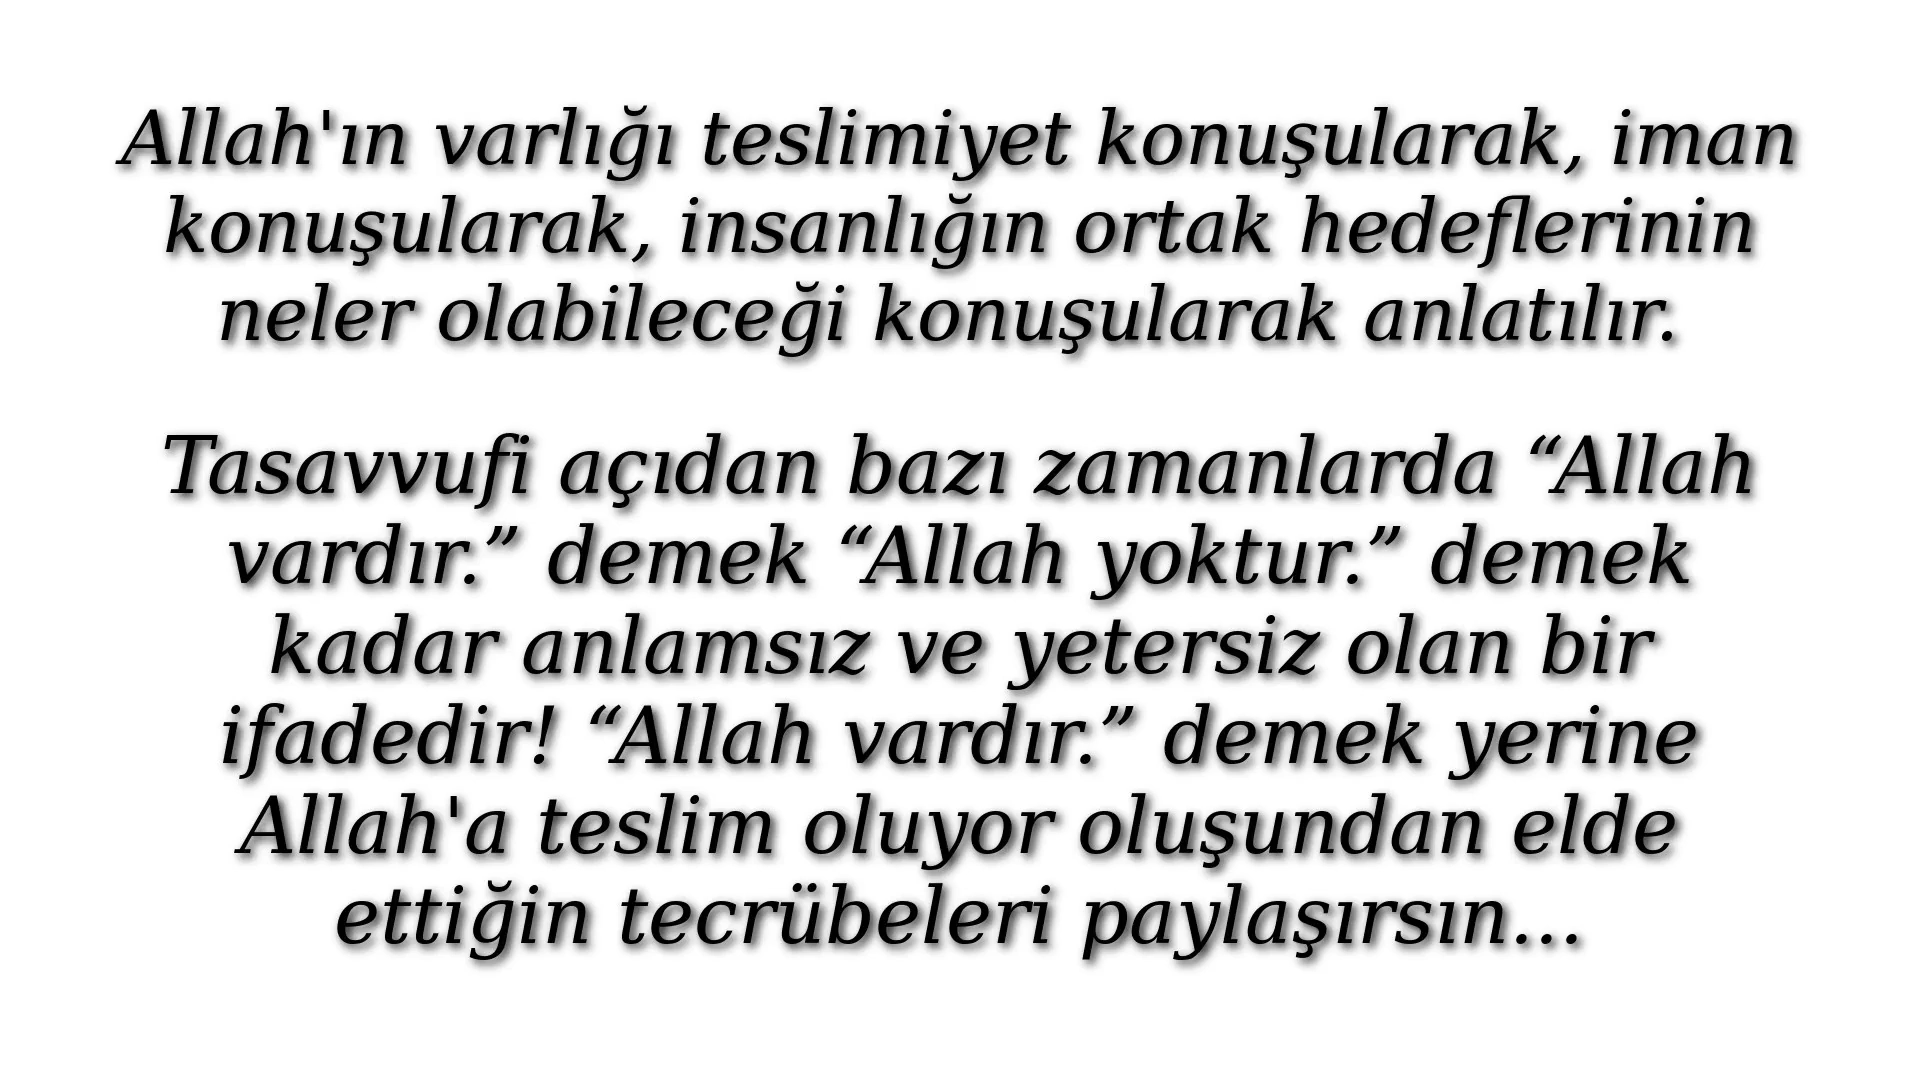 Allah'ın varlığı teslimiyet konuşularak, iman
konuşularak, insanlığın ortak hedeflerinin
neler olabileceği konuşularak anlatılır.
Tasavvufi açıdan bazı zamanlarda “Allah
vardır.” demek “Allah yoktur.” demek
kadar anlamsız ve yetersiz olan bir
ifadedir! “Allah vardır.” demek yerine
Allah'a teslim oluyor oluşundan elde
ettiğin tecrübeleri paylaşırsın...